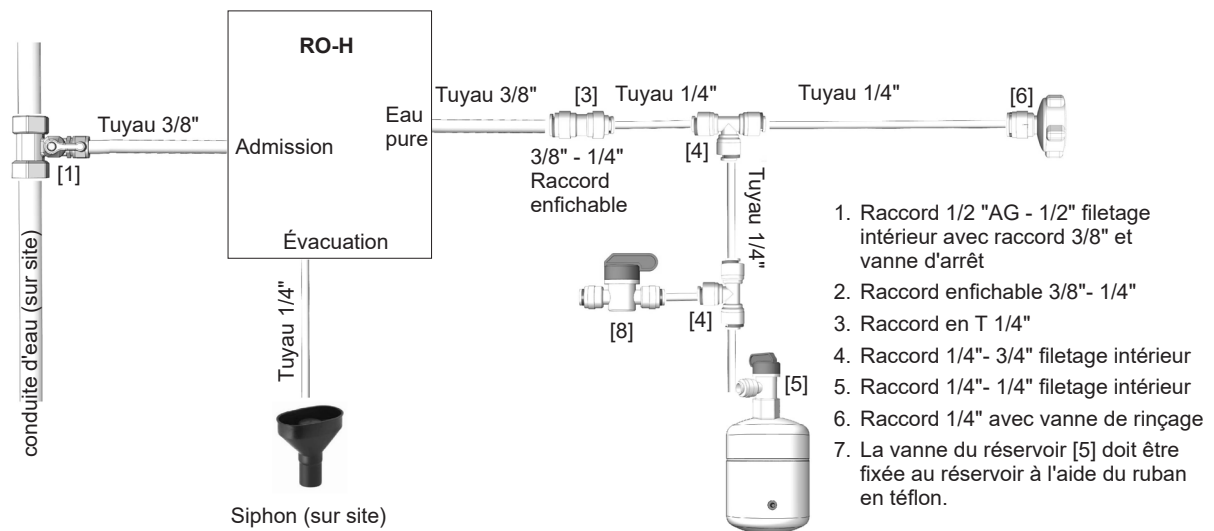 RO-H
Tuyau 3/8"
[3]
Tuyau 1/4"
Tuyau 1/4"
[6]
Tuyau 3/8"
Eau
pure
Admission
[1]
[4]
3/8" - 1/4"
Raccord
enfichable
Tuyau 1/4"
Évacuation
conduite d'eau (sur site)
Tuyau 1/4"
[8]
[4]
[5]
Siphon (sur site)
1. Raccord 1/2 "AG - 1/2" filetage
intérieur avec raccord 3/8" et
vanne d'arrêt
2. Raccord enfichable 3/8"- 1/4"
3. Raccord en T 1/4"
4. Raccord 1/4"- 3/4" filetage intérieur
5. Raccord 1/4"- 1/4" filetage intérieur
6. Raccord 1/4" avec vanne de rinçage
7. La vanne du réservoir [5] doit être
fixée au réservoir à l'aide du ruban
en téflon.